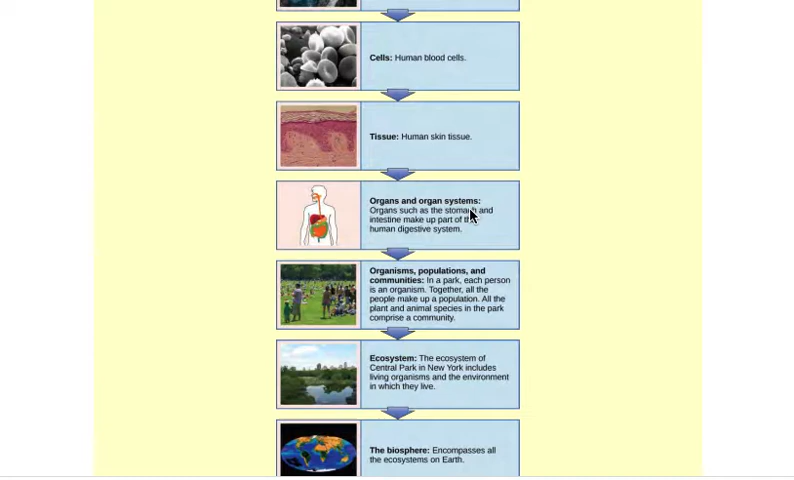 Cells: Human blood cells.
Tissue: Human skin tissue.
Organs and organ systems:
Organs such as the stomach and
intestine make up part of the
human digestive system.
Organisms, populations, and
communities: In a park, each person
is an organism. Together, all the
people make up a population. All the
plant and animal species in the park
comprise a community.
Ecosystem: The ecosystem of
Central Park in New York includes
living organisms and the environment
in which they live.
The biosphere: Encompasses all
the ecosystems on Earth.